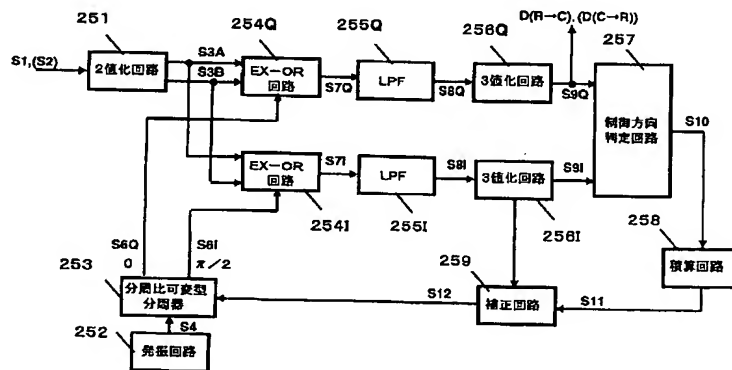 D(R→C).(D(C→R))
251
254Q
255Q
256Q
257
S1,(S2)
2値化回路
S3A
S3B
EX-OR
回路
S7Q
LPF
S8Q
3値化回路
S9Q
制御方向
判定回路
S10
EX-OR
回路
S7I
LPF
S8I
3値化回路
S9I
254I
255I
256I
258
積算回路
S6Q
0
S6I
π/2
253
分周比可変型
分周器
S12
259
補正回路
S11
S4
252
発振回路